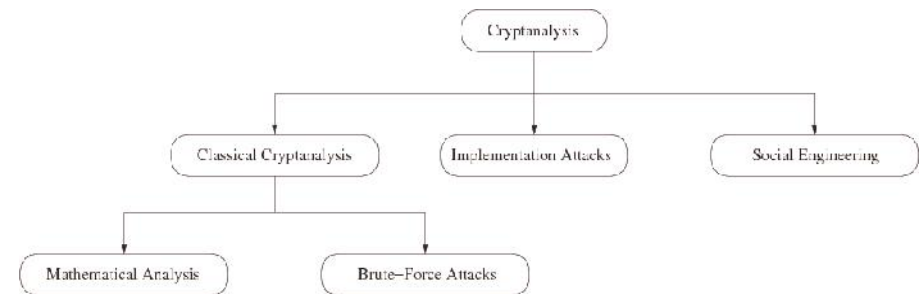 Cryptanalysis
Classical Cryptanalysis
Implementation Attacks
Social Engineering
Mathematical Analysis
Brute-Force Attacks